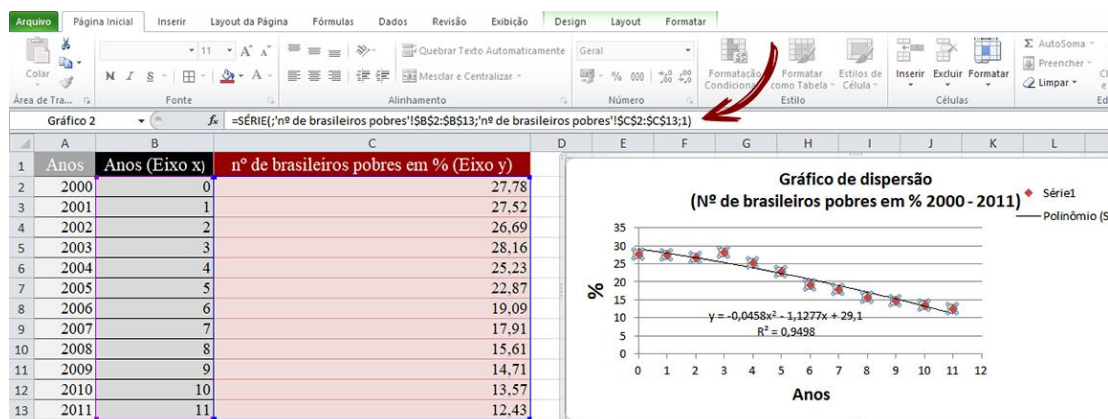 Arquivo Página Inicial Inserir Layout da Página Fórmulas Dados Revisão Exibição Design Layout Formatar
Colar
11 A A
Quebrar Texto Automaticamente
Geral
N I S A
Mesclar e Centralizar
% 000
Formatação Condicional
Formatar como Tabela
Estilos de Célula
Inserir Excluir Formatar
Σ AutoSoma
Preencher
Limpar
Área de Tra... Fonte Alinhamento Número Estilo Células Ed
Gráfico 2 fx =SÉRIE(;'nº de brasileiros pobres'!$B$2:$B$13;'nº de brasileiros pobres'!$C$2:$C$13;1)
A B C D E F G H I J K L
1 Anos Anos (Eixo x) nº de brasileiros pobres em % (Eixo y)
2 2000 0 27,78
3 2001 1 27,52
4 2002 2 26,69
5 2003 3 28,16
6 2004 4 25,23
7 2005 5 22,87
8 2006 6 19,09
9 2007 7 17,91
10 2008 8 15,61
11 2009 9 14,71
12 2010 10 13,57
13 2011 11 12,43
Gráfico de dispersão
(Nº de brasileiros pobres em % 2000 - 2011)
Série1
Polinômio (S
35
30
25
20
15
10
5
0
%
y = -0,0458x² - 1,1277x + 29,1
R² = 0,9498
0 1 2 3 4 5 6 7 8 9 10 11 12
Anos